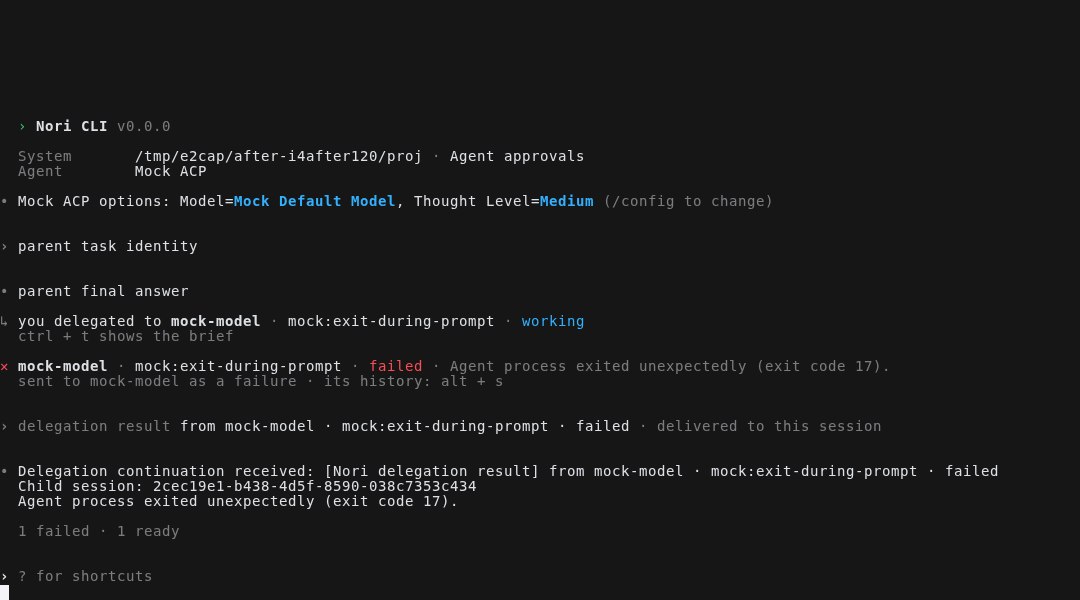 › Nori CLI v0.0.0
System /tmp/e2cap/after-i4after120/proj · Agent approvals
Agent Mock ACP
• Mock ACP options: Model=Mock Default Model, Thought Level=Medium (/config to change)
› parent task identity
• parent final answer
↳ you delegated to mock-model · mock:exit-during-prompt · working
ctrl + t shows the brief
✕ mock-model · mock:exit-during-prompt · failed · Agent process exited unexpectedly (exit code 17).
sent to mock-model as a failure · its history: alt + s
› delegation result from mock-model · mock:exit-during-prompt · failed · delivered to this session
• Delegation continuation received: [Nori delegation result] from mock-model · mock:exit-during-prompt · failed
Child session: 2cec19e1-b438-4d5f-8590-038c7353c434
Agent process exited unexpectedly (exit code 17).
1 failed · 1 ready
› ? for shortcuts